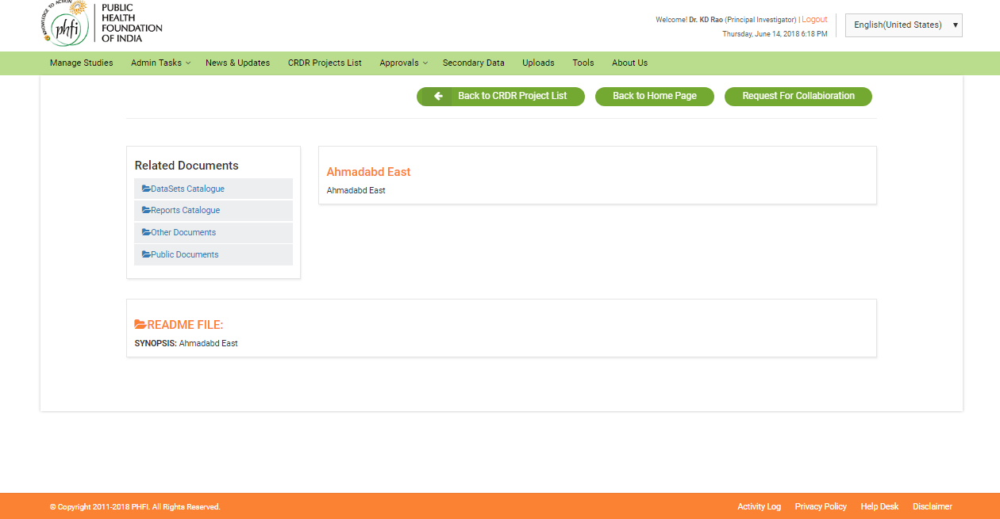 KNOWLEDGE TO ACTION
phfi
PUBLIC
HEALTH
FOUNDATION
OF INDIA
Welcome! Dr. KD Rao (Principal Investigator) | Logout
Thursday, June 14, 2018 6:18 PM
English(United States)
Manage Studies Admin Tasks News & Updates CRDR Projects List Approvals Secondary Data Uploads Tools About Us
Back to CRDR Project List Back to Home Page Request For Collabioration
Related Documents
DataSets Catalogue
Reports Catalogue
Other Documents
Public Documents
Ahmadabd East
Ahmadabd East
README FILE:
SYNOPSIS: Ahmadabd East
© Copyright 2011-2018 PHFI. All Rights Reserved.
Activity Log Privacy Policy Help Desk Disclaimer